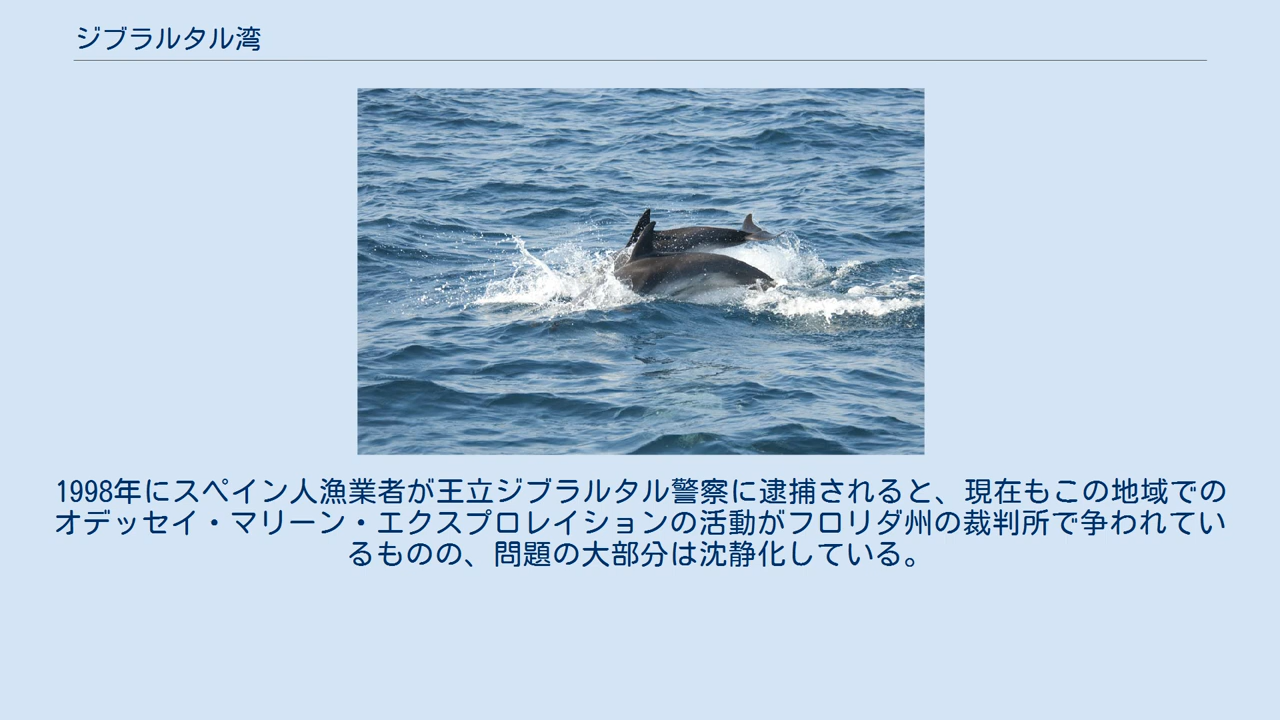 ジブラルタル湾
1998年にスペイン人漁業者が王立ジブラルタル警察に逮捕されると、現在もこの地域での
オデッセイ・マリーン・エクスプロレイションの活動がフロリダ州の裁判所で争われてい
るものの、問題の大部分は沈静化している。